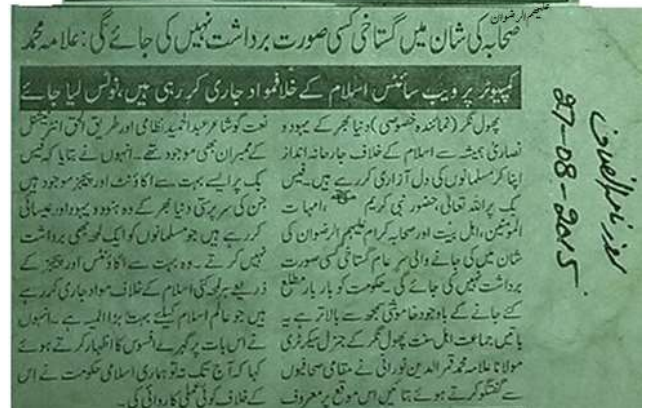 علیہم الرضوان
صحابہ کی شان میں گستاخی کسی صورت برداشت نہیں کی جائے گی: علامہ محمد
کمپیوٹر پر ویب سائٹس اسلام کے خلاف مواد جاری کر رہی ہیں، نوٹس لیا جائے
پھول نگر (نمائندہ خصوصی) دنیا بھر کے یہود و
نصاریٰ ہمیشہ سے اسلام کے خلاف جارحانہ انداز
اپنا کر مسلمانوں کی دل آزاری کر رہے ہیں۔ فیس
بک پر اللہ تعالیٰ، حضور نبی کریم ﷺ، امہات
المؤمنین، اہل بیت اور صحابہ کرام علیہم الرضوان کی
شان میں کی جانے والی سرعام گستاخی کسی صورت
برداشت نہیں کی جائے گی۔ حکومت کو بار بار مطلع
کئے جانے کے باوجود خاموشی سمجھ سے بالاتر ہے یہ
باتیں جماعت اہل سنت پھول نگر کے جنرل سیکرٹری
مولانا علامہ محمد قمر الدین نورانی نے مقامی صحافیوں
سے گفتگو کرتے ہوئے بتائیں اس موقع پر معروف
نعت گو شاعر عبدالحمید نظامی اور طریق الحق انٹرنیشنل
کے ممبران بھی موجود تھے۔ انہوں نے بتایا کہ فیس
بک پر ایسے بہت سے اکاؤنٹ اور پیجز موجود ہیں
جن کی سرپرستی دنیا بھر کے وہ ہنود و یہود اور عیسائی
کر رہے ہیں جو مسلمانوں کو ایک لمحہ بھی برداشت
نہیں کرتے۔ وہ بہت سے اکاؤنٹس اور پیجز کے
ذریعے ہر لمحہ کئی اسلام کے خلاف مواد جاری کر رہے
ہیں جو عالم اسلام کیلئے بہت بڑا المیہ ہے۔ انہوں
نے اس بات پر گہرے افسوس کا اظہار کرتے ہوئے
کہا کہ آج تک نہ تو ہماری اسلامی حکومت نے اس
کے خلاف کوئی عملی کاروائی کی۔
روزنامہ انصاف
27-08-2015